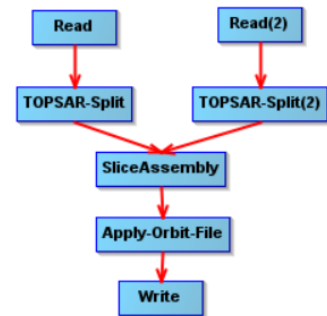 Read
Read(2)
TOPSAR-Split
TOPSAR-Split(2)
SliceAssembly
Apply-Orbit-File
Write